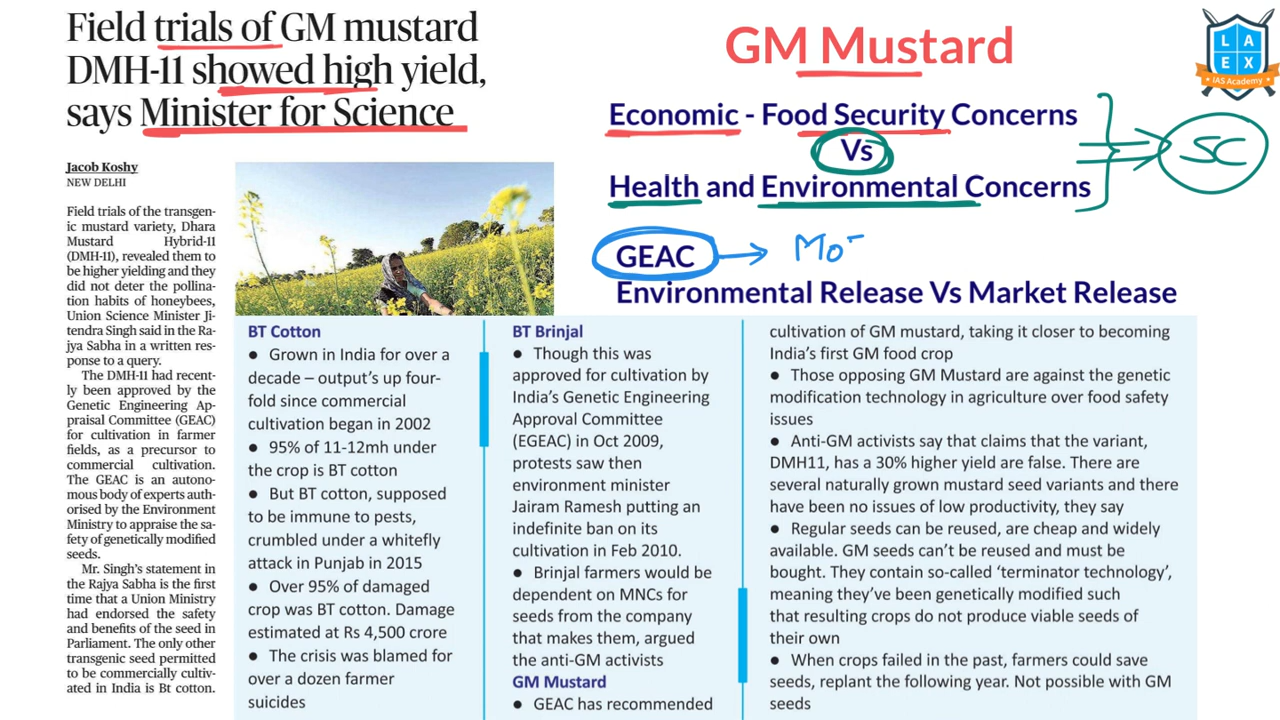 Field trials of GM mustard
DMH-11 showed high yield,
says Minister for Science
Jacob Koshy
NEW DELHI
Field trials of the transgen-
ic mustard variety, Dhara
Mustard Hybrid-11
(DMH-11), revealed them to
be higher yielding and they
did not deter the pollina-
tion habits of honeybees,
Union Science Minister Ji-
tendra Singh said in the Ra-
jya Sabha in a written res-
ponse to a query.
The DMH-11 had recent-
ly been approved by the
Genetic Engineering Ap-
praisal Committee (GEAC)
for cultivation in farmer
fields, as a precursor to
commercial cultivation.
The GEAC is an autono-
mous body of experts auth-
orised by the Environment
Ministry to appraise the sa-
fety of genetically modified
seeds.
Mr. Singh's statement in
the Rajya Sabha is the first
time that a Union Ministry
had endorsed the safety
and benefits of the seed in
Parliament. The only other
transgenic seed permitted
to be commercially cultiv-
ated in India is Bt cotton.
GM Mustard
Economic - Food Security Concerns
Vs
Health and Environmental Concerns
SC
GEAC
Environmental Release Vs Market Release
L A
E X
IAS Academy
BT Cotton
● Grown in India for over a
decade – output's up four-
fold since commercial
cultivation began in 2002
● 95% of 11-12mh under
the crop is BT cotton
● But BT cotton, supposed
to be immune to pests,
crumbled under a whitefly
attack in Punjab in 2015
● Over 95% of damaged
crop was BT cotton. Damage
estimated at Rs 4,500 crore
● The crisis was blamed for
over a dozen farmer
suicides
BT Brinjal
● Though this was
approved for cultivation by
India's Genetic Engineering
Approval Committee
(EGEAC) in Oct 2009,
protests saw then
environment minister
Jairam Ramesh putting an
indefinite ban on its
cultivation in Feb 2010.
● Brinjal farmers would be
dependent on MNCs for
seeds from the company
that makes them, argued
the anti-GM activists
GM Mustard
● GEAC has recommended
cultivation of GM mustard, taking it closer to becoming
India's first GM food crop
● Those opposing GM Mustard are against the genetic
modification technology in agriculture over food safety
issues
● Anti-GM activists say that claims that the variant,
DMH11, has a 30% higher yield are false. There are
several naturally grown mustard seed variants and there
have been no issues of low productivity, they say
● Regular seeds can be reused, are cheap and widely
available. GM seeds can't be reused and must be
bought. They contain so-called 'terminator technology',
meaning they've been genetically modified such
that resulting crops do not produce viable seeds of
their own
● When crops failed in the past, farmers could save
seeds, replant the following year. Not possible with GM
seeds